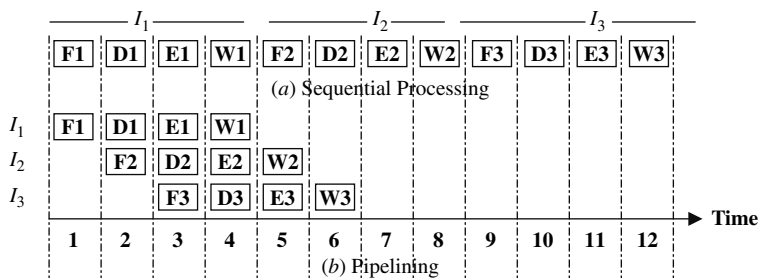 I₁ I₂ I₃
F1 D1 E1 W1 F2 D2 E2 W2 F3 D3 E3 W3
(a) Sequential Processing
I₁ F1 D1 E1 W1
I₂ F2 D2 E2 W2
I₃ F3 D3 E3 W3
Time
1 2 3 4 5 6 7 8 9 10 11 12
(b) Pipelining